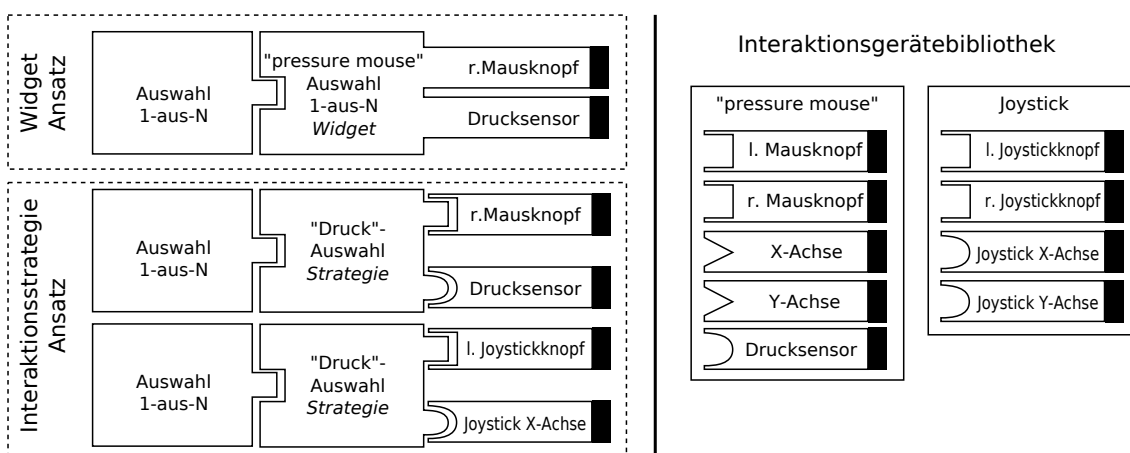 Widget
Ansatz
Auswahl
1-aus-N
"pressure mouse"
Auswahl
1-aus-N
Widget
r.Mausknopf
Drucksensor
Interaktionsstrategie
Ansatz
Auswahl
1-aus-N
"Druck"-
Auswahl
Strategie
r.Mausknopf
Drucksensor
Auswahl
1-aus-N
"Druck"-
Auswahl
Strategie
l. Joystickknopf
Joystick X-Achse
Interaktionsgerätebibliothek
"pressure mouse"
l. Mausknopf
r. Mausknopf
X-Achse
Y-Achse
Drucksensor
Joystick
l. Joystickknopf
r. Joystickknopf
Joystick X-Achse
Joystick Y-Achse